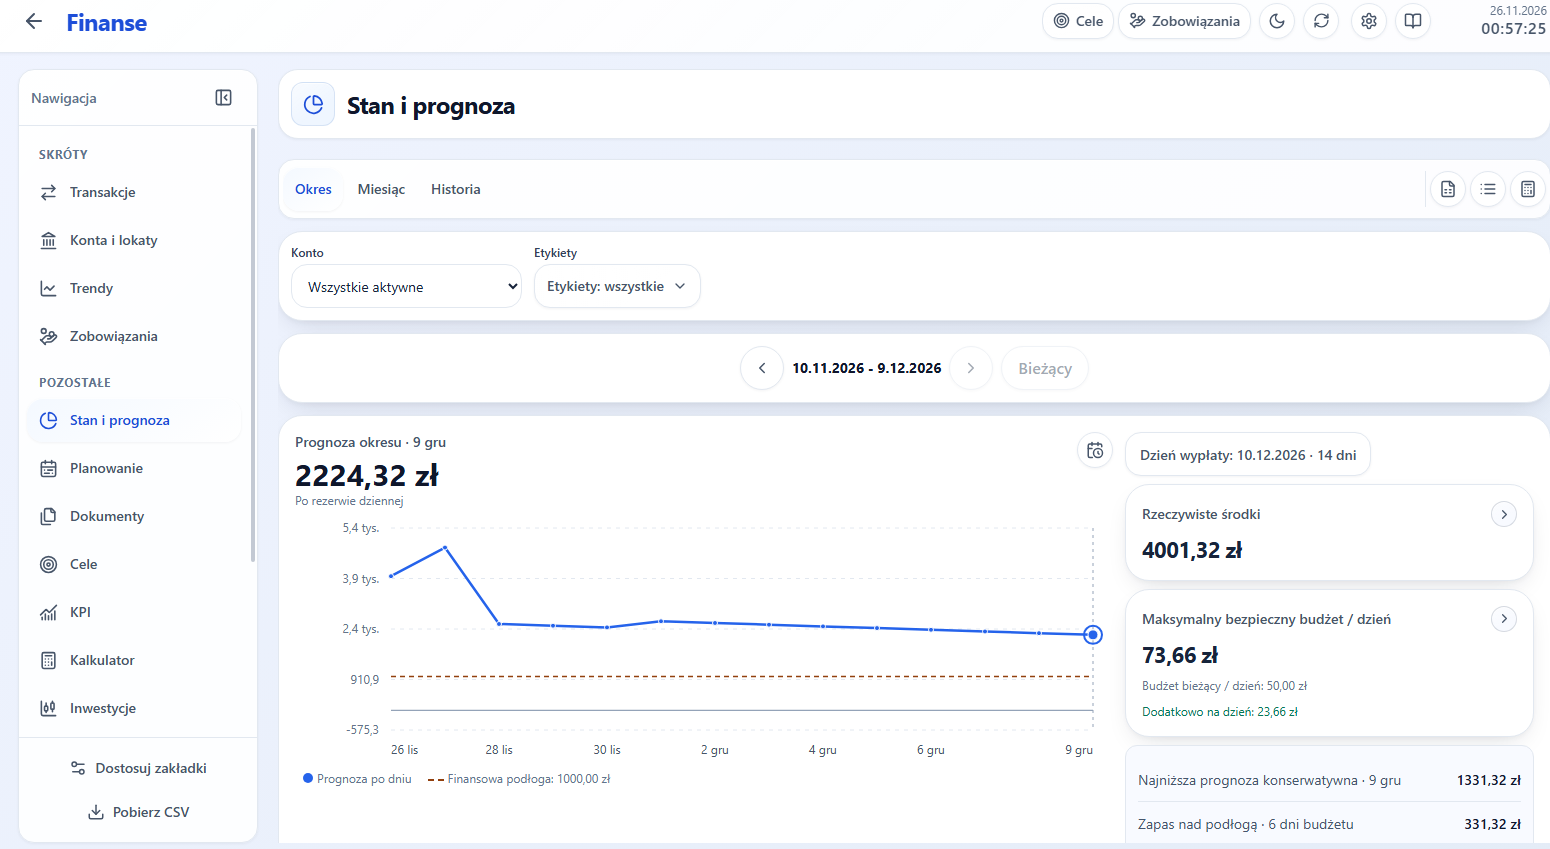 Finanse
Cele
Zobowiązania
26.11.2026
00:57:25
Nawigacja
SKRÓTY
Transakcje
Konta i lokaty
Trendy
Zobowiązania
POZOSTAŁE
Stan i prognoza
Planowanie
Dokumenty
Cele
KPI
Kalkulator
Inwestycje
Dostosuj zakładki
Pobierz CSV
Stan i prognoza
Okres Miesiąc Historia
Konto
Wszystkie aktywne
Etykiety
Etykiety: wszystkie
10.11.2026 - 9.12.2026
Bieżący
Prognoza okresu · 9 gru
2224,32 zł
Po rezerwie dziennej
5,4 tys.
3,9 tys.
2,4 tys.
910,9
-575,3
26 lis 28 lis 30 lis 2 gru 4 gru 6 gru 9 gru
Prognoza po dniu Finansowa podłoga: 1000,00 zł
Dzień wypłaty: 10.12.2026 · 14 dni
Rzeczywiste środki
4001,32 zł
Maksymalny bezpieczny budżet / dzień
73,66 zł
Budżet bieżący / dzień: 50,00 zł
Dodatkowo na dzień: 23,66 zł
Najniższa prognoza konserwatywna · 9 gru 1331,32 zł
Zapas nad podłogą · 6 dni budżetu 331,32 zł